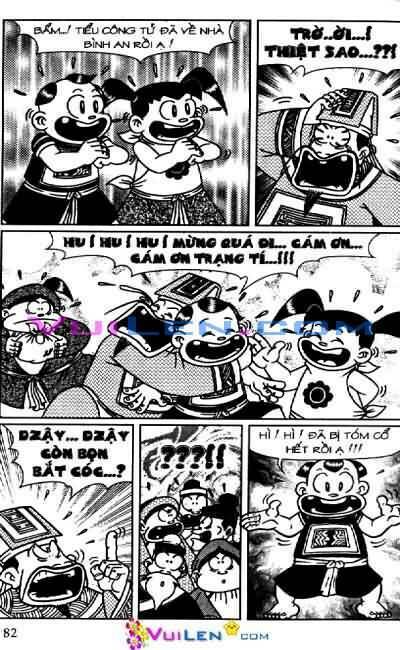 BẨM..! TIỂU CÔNG TỬ ĐÃ VỀ NHÀ
BÌNH AN RỒI Ạ!
TRỜ..ỜI...!
THIỆT SAO...??!
HU! HU! HU! MỪNG QUÁ ĐI... CÁM ƠN...
CÁM ƠN TRẠNG TÍ...!!!
VUILEN.COM
DZẬY... DZẬY
CÒN BỌN
BẮT CÓC...?
???!!
HÌ! HÌ! ĐÃ BỊ TÓM CỔ
HẾT RỒI Ạ!!!
82
VUILEN.COM